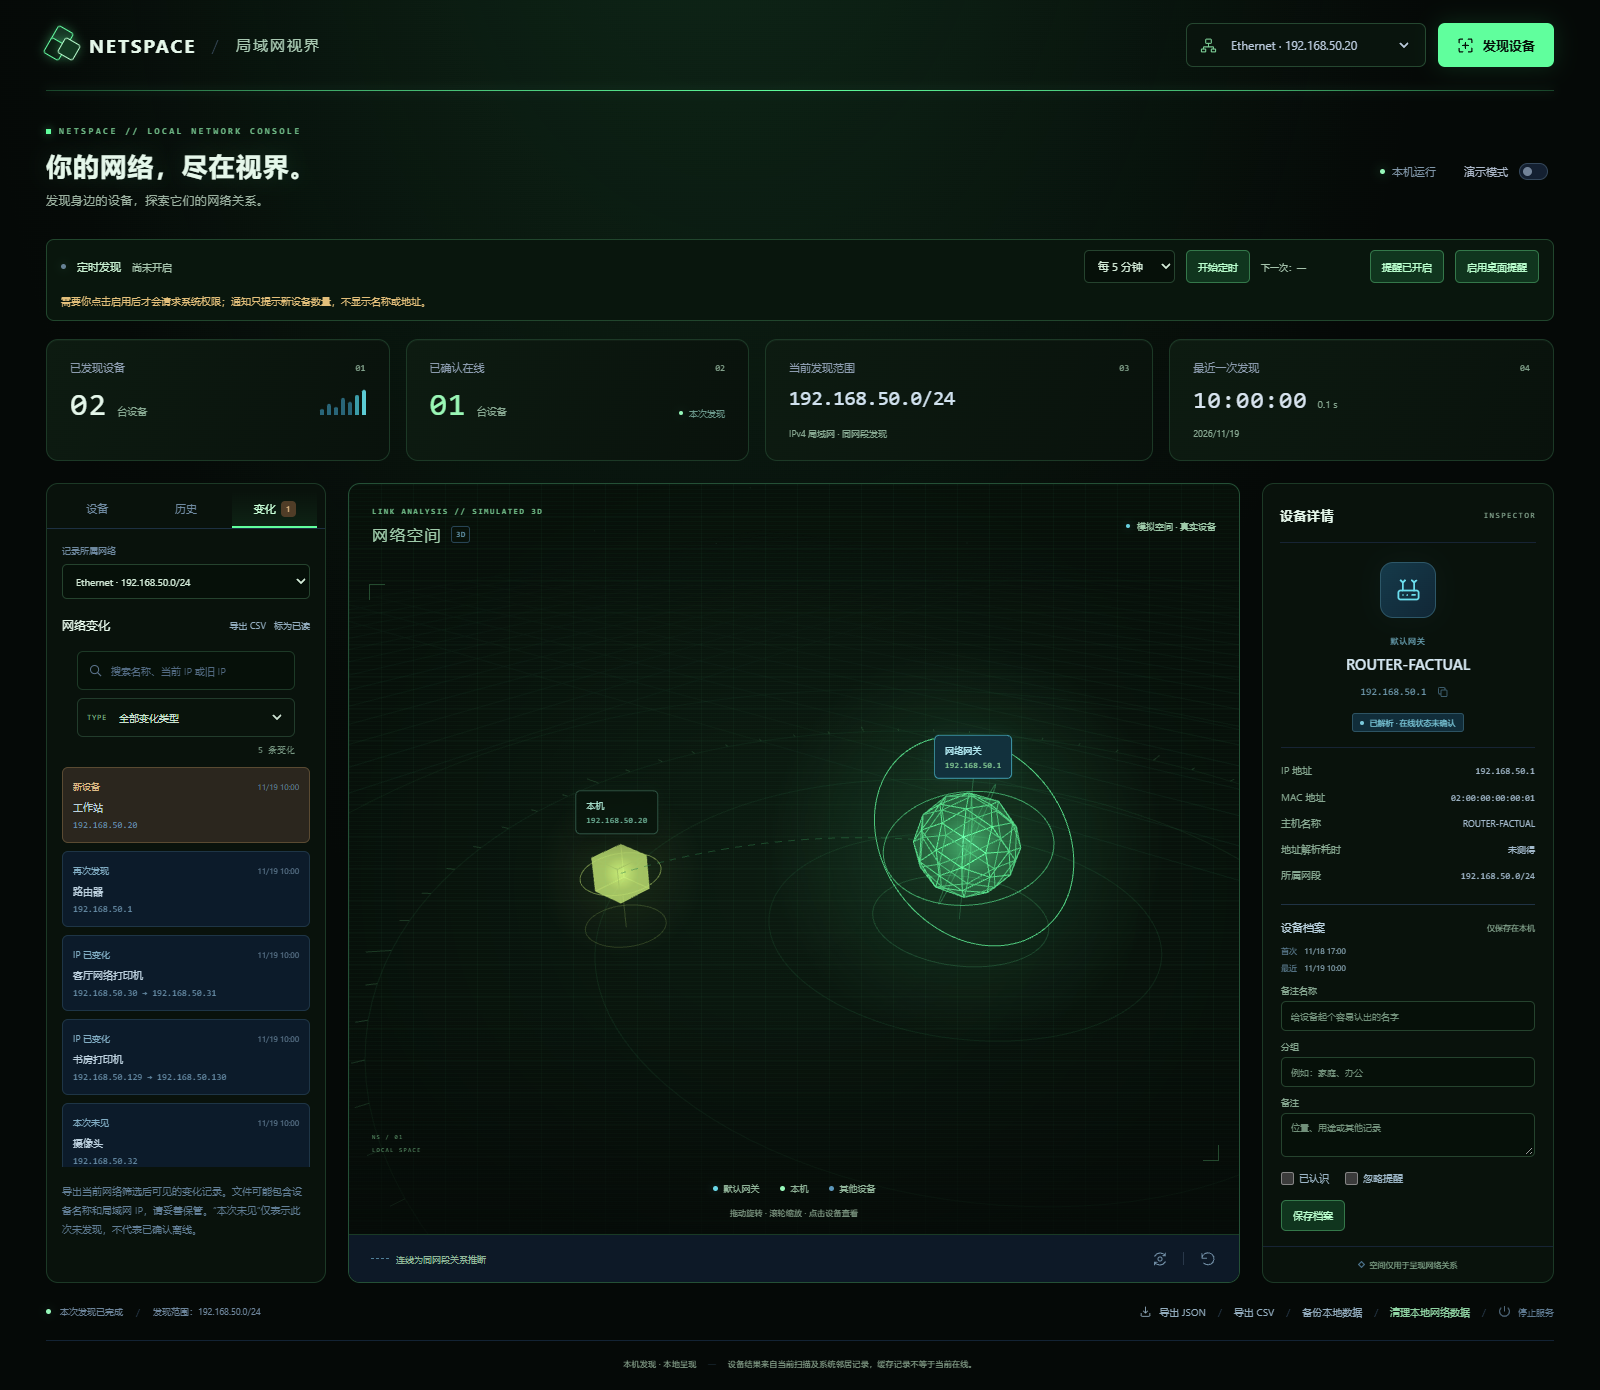 NETSPACE / 局域网视界
Ethernet · 192.168.50.20
发现设备
NETSPACE // LOCAL NETWORK CONSOLE
你的网络，尽在视界。
发现身边的设备，探索它们的网络关系。
本机运行
演示模式
定时发现 尚未开启
每 5 分钟
开始定时
下一次：—
提醒已开启
启用桌面提醒
需要你点击启用后才会请求系统权限；通知只提示新设备数量，不显示名称或地址。
已发现设备 01
02 台设备
已确认在线 02
01 台设备
本次发现
当前发现范围 03
192.168.50.0/24
IPv4 局域网 · 同网段发现
最近一次发现 04
10:00:00 0.1 s
2026/11/19
设备
历史
变化 1
记录所属网络
Ethernet · 192.168.50.0/24
网络变化
导出 CSV 标为已读
搜索名称、当前 IP 或旧 IP
TYPE 全部变化类型
5 条变化
新设备 11/19 10:00
工作站
192.168.50.20
再次发现 11/19 10:00
路由器
192.168.50.1
IP 已变化 11/19 10:00
客厅网络打印机
192.168.50.30 → 192.168.50.31
IP 已变化 11/19 10:00
书房打印机
192.168.50.129 → 192.168.50.130
本次未见 11/19 10:00
摄像头
192.168.50.32
导出当前网络筛选后可见的变化记录。文件可能包含设
备名称和局域网 IP，请妥善保管。“本次未见”仅表示此
次未发现，不代表已确认离线。
LINK ANALYSIS // SIMULATED 3D
网络空间 3D
模拟空间 · 真实设备
网络网关
192.168.50.1
本机
192.168.50.20
NS / 01
LOCAL SPACE
默认网关 本机 其他设备
拖动旋转 · 滚轮缩放 · 点击设备查看
连线为同网段关系推断
设备详情 INSPECTOR
默认网关
ROUTER-FACTUAL
192.168.50.1
已解析 · 在线状态未确认
IP 地址 192.168.50.1
MAC 地址 02:00:00:00:00:01
主机名称 ROUTER-FACTUAL
地址解析耗时 未测得
所属网段 192.168.50.0/24
设备档案 仅保存在本机
首次 11/18 17:00
最近 11/19 10:00
备注名称
给设备起个容易认出的名字
分组
例如：家庭、办公
备注
位置、用途或其他记录
已认识 忽略提醒
保存档案
空间仅用于呈现网络关系
本次发现已完成 / 发现范围：192.168.50.0/24
导出 JSON / 导出 CSV / 备份本地数据 / 清理本地网络数据 / 停止服务
本机发现 · 本地呈现 — 设备结果来自当前扫描及系统邻居记录，缓存记录不等于当前在线。